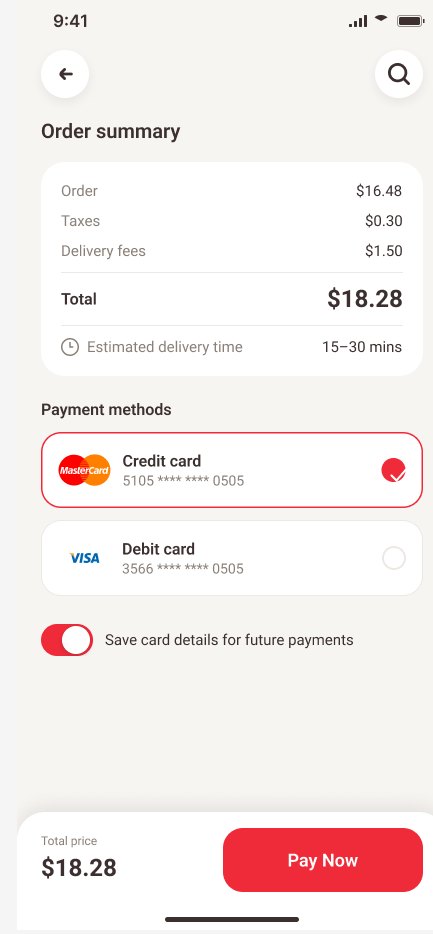 9:41
Order summary
Order $16.48
Taxes $0.30
Delivery fees $1.50
Total $18.28
Estimated delivery time 15–30 mins
Payment methods
MasterCard
Credit card
5105 **** **** 0505
VISA
Debit card
3566 **** **** 0505
Save card details for future payments
Total price
$18.28
Pay Now